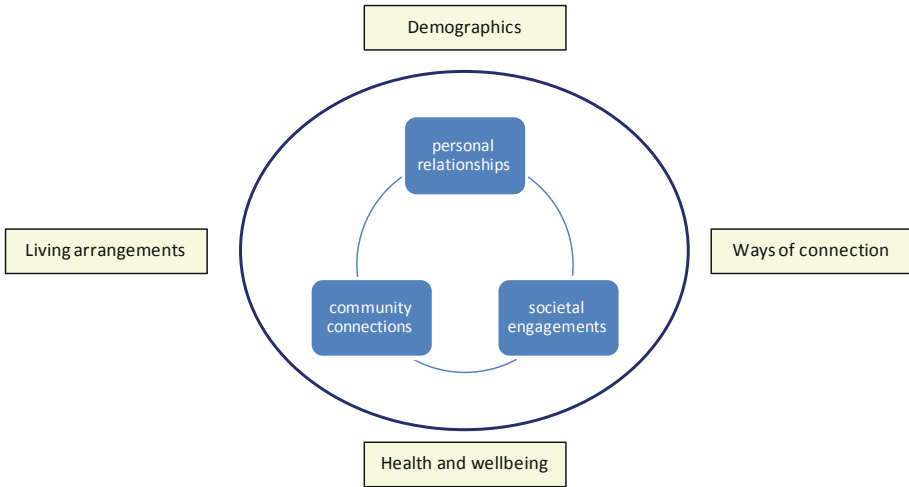 Demographics
personal
relationships
Living arrangements
Ways of connection
community
connections
societal
engagements
Health and wellbeing